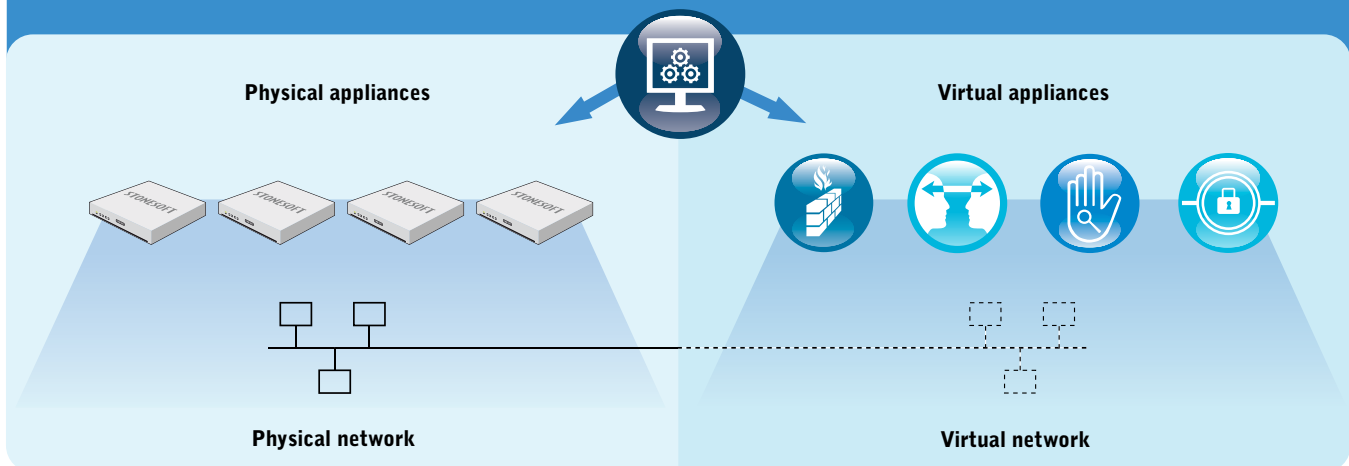 Physical appliances
Virtual appliances
STONESOFT
STONESOFT
STONESOFT
STONESOFT
Physical network
Virtual network